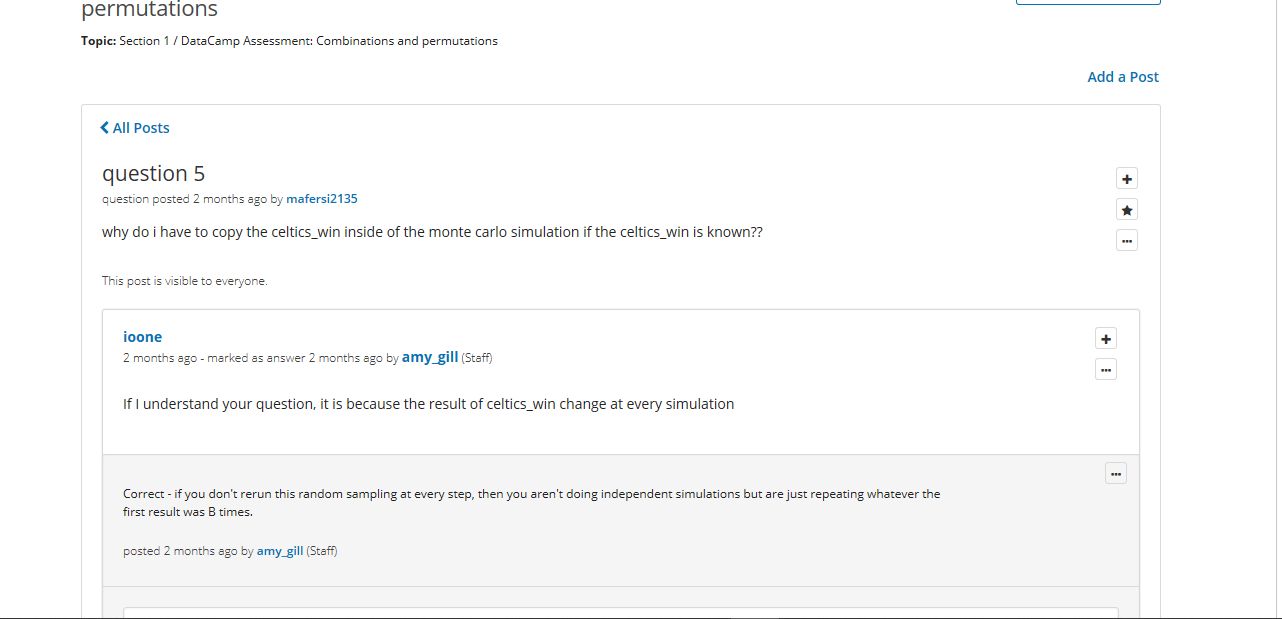 permutations
Topic: Section 1 / DataCamp Assessment: Combinations and permutations
Add a Post
All Posts
question 5
question posted 2 months ago by mafersi2135
why do i have to copy the celtics_win inside of the monte carlo simulation if the celtics_win is known??
This post is visible to everyone.
ioone
2 months ago - marked as answer 2 months ago by amy_gill (Staff)
If I understand your question, it is because the result of celtics_win change at every simulation
Correct - if you don't rerun this random sampling at every step, then you aren't doing independent simulations but are just repeating whatever the
first result was B times.
posted 2 months ago by amy_gill (Staff)